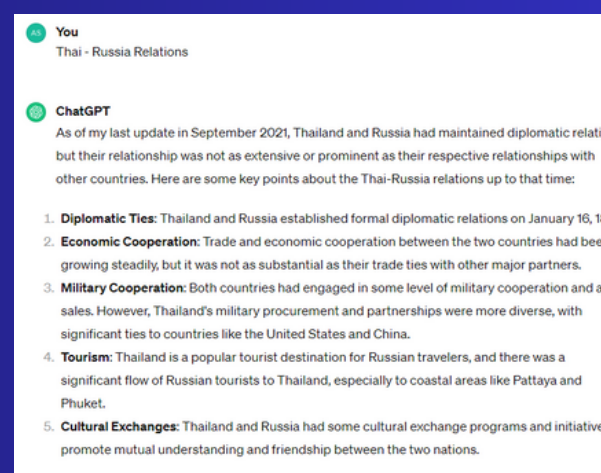 AS
You
Thai - Russia Relations
ChatGPT
As of my last update in September 2021, Thailand and Russia had maintained diplomatic relati
but their relationship was not as extensive or prominent as their respective relationships with
other countries. Here are some key points about the Thai-Russia relations up to that time:
1. Diplomatic Ties: Thailand and Russia established formal diplomatic relations on January 16, 18
2. Economic Cooperation: Trade and economic cooperation between the two countries had bee
growing steadily, but it was not as substantial as their trade ties with other major partners.
3. Military Cooperation: Both countries had engaged in some level of military cooperation and a
sales. However, Thailand's military procurement and partnerships were more diverse, with
significant ties to countries like the United States and China.
4. Tourism: Thailand is a popular tourist destination for Russian travelers, and there was a
significant flow of Russian tourists to Thailand, especially to coastal areas like Pattaya and
Phuket.
5. Cultural Exchanges: Thailand and Russia had some cultural exchange programs and initiative
promote mutual understanding and friendship between the two nations.